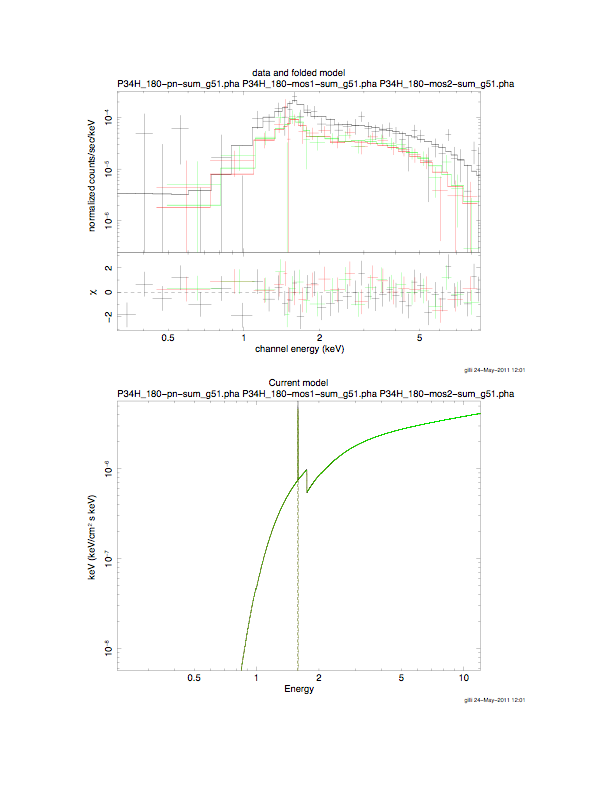 data and folded model
P34H_180-pn-sum_g51.pha P34H_180-mos1-sum_g51.pha P34H_180-mos2-sum_g51.pha
normalized counts/sec/keV
10⁻⁴
10⁻⁵
10⁻⁶
χ
2
0
−2
0.5
1
2
5
channel energy (keV)
gilli 24-May-2011 12:01
Current model
P34H_180-pn-sum_g51.pha P34H_180-mos1-sum_g51.pha P34H_180-mos2-sum_g51.pha
keV (keV/cm² s keV)
10⁻⁶
10⁻⁷
10⁻⁸
0.5
1
2
5
10
Energy
gilli 24-May-2011 12:01